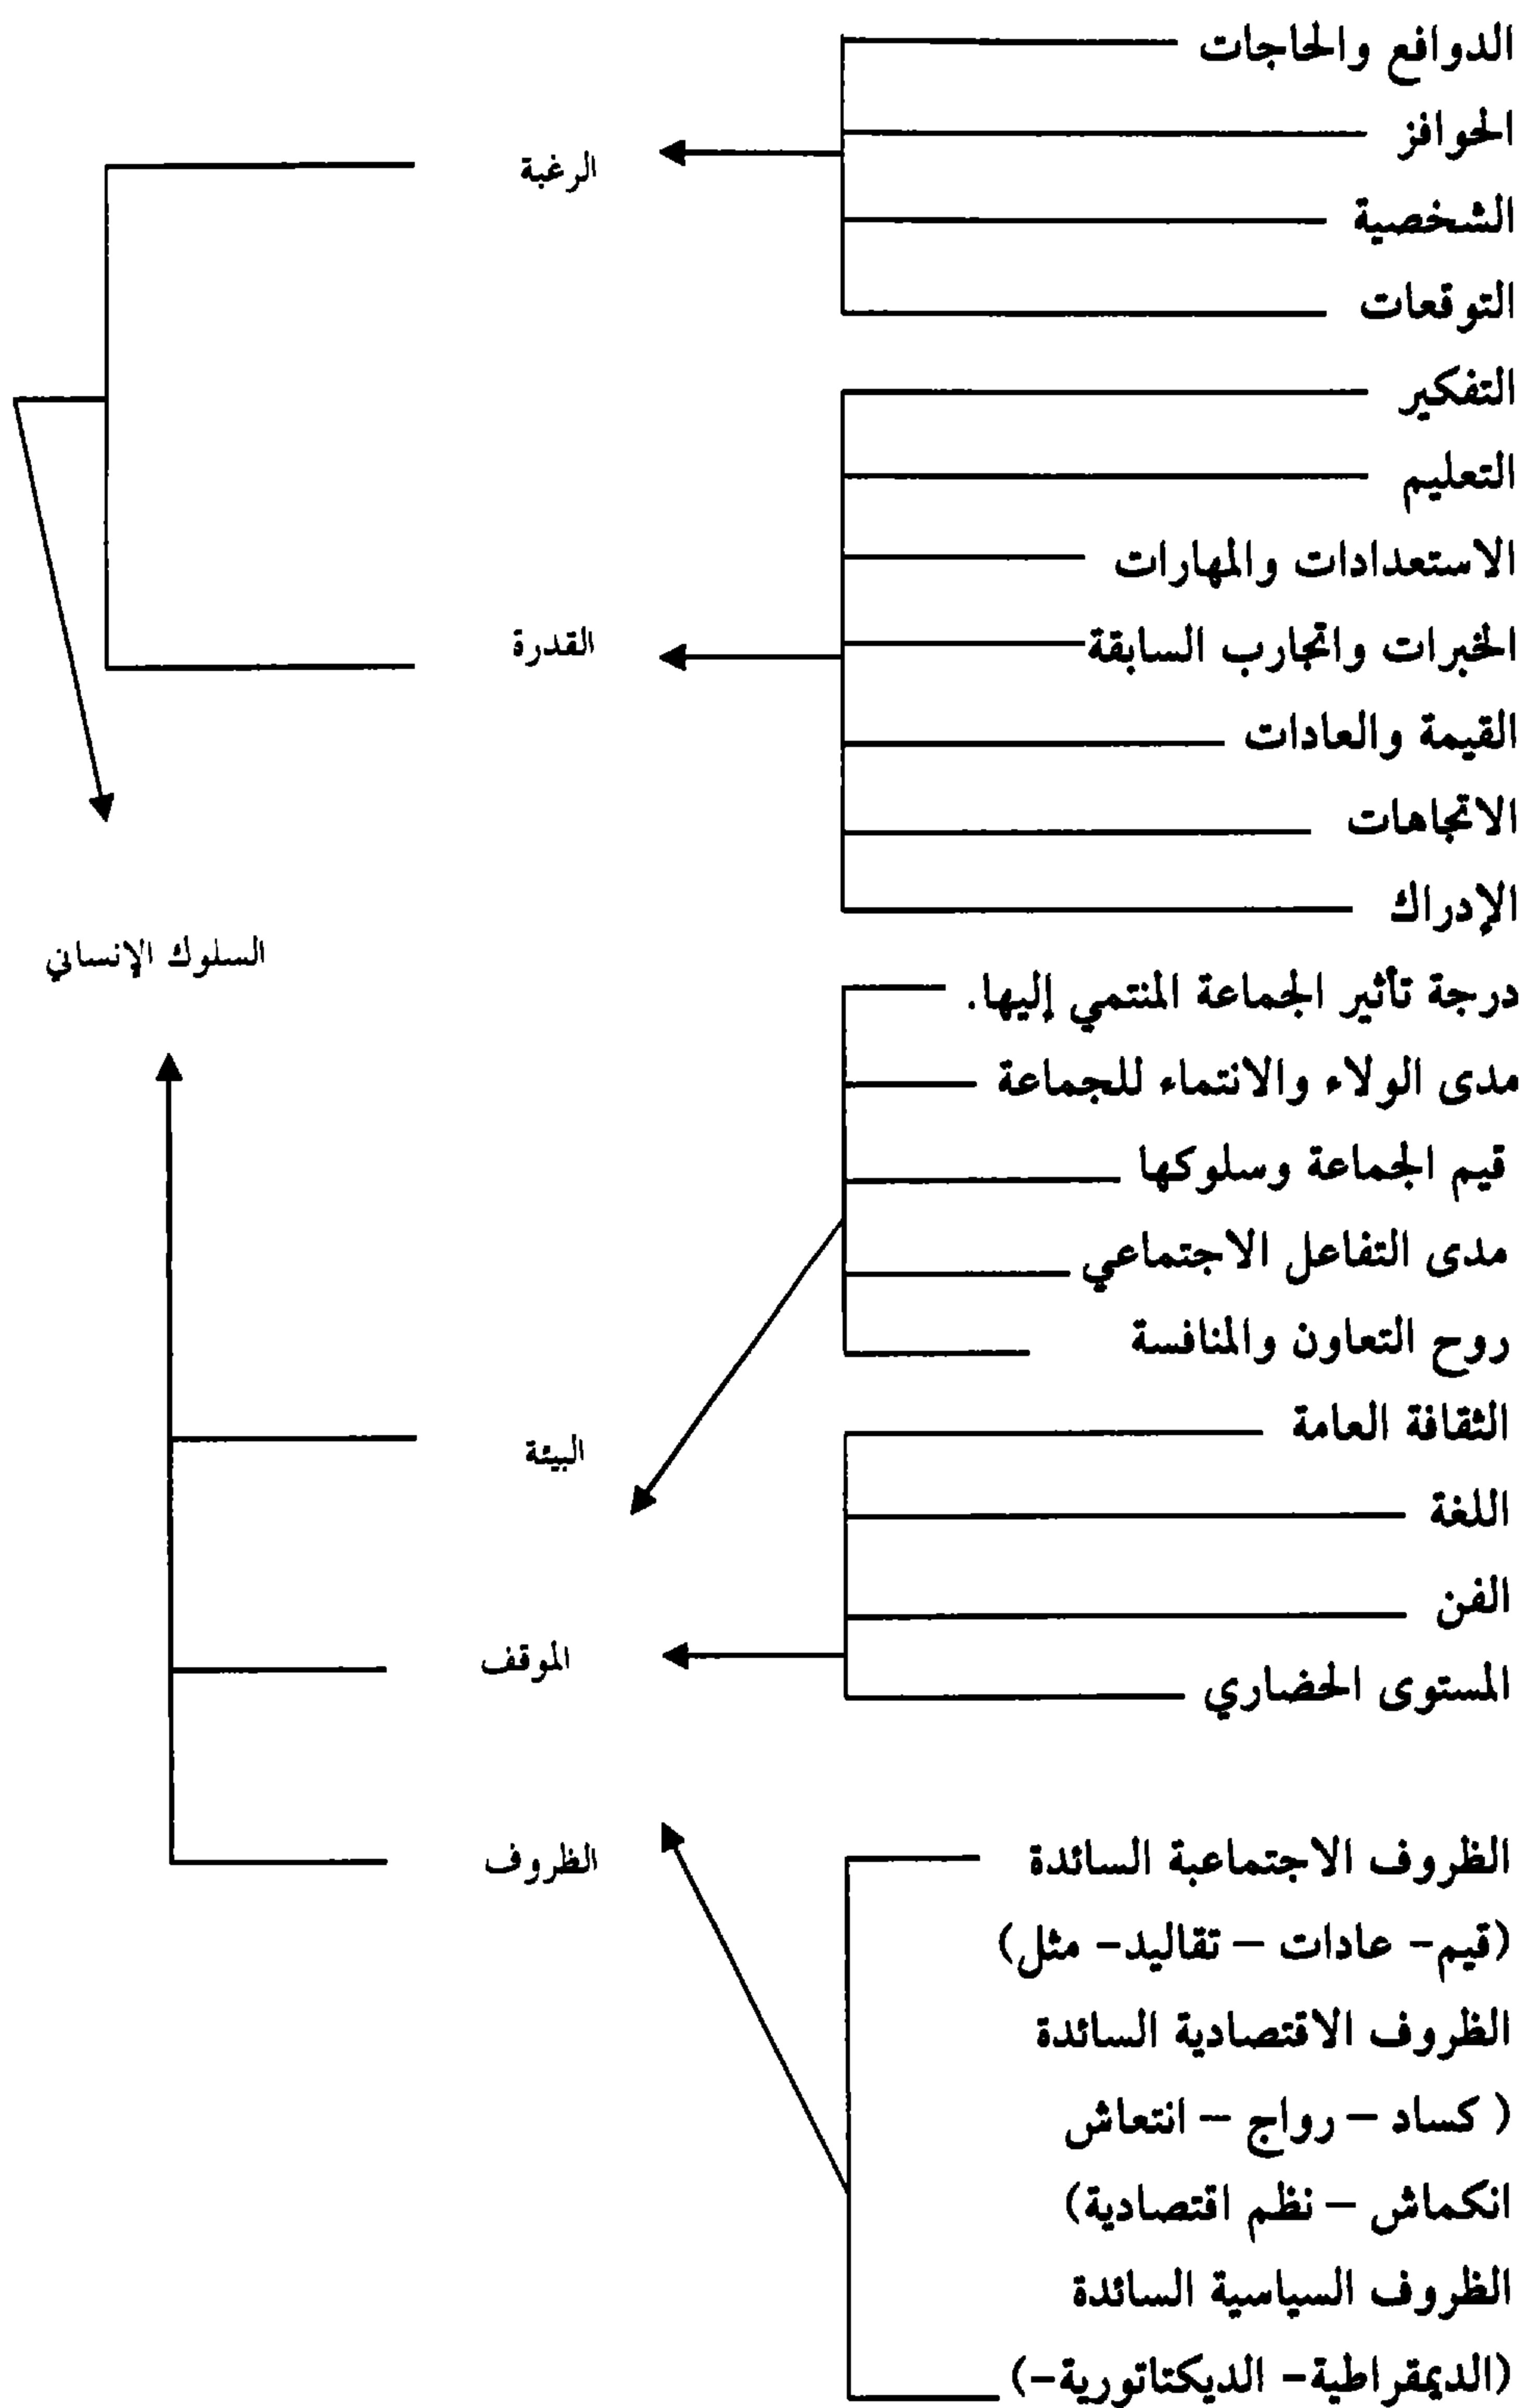 الدوافع والحاجات
الحوافز
الرغبة
الشخصية
التوقعات
التفكير
التعليم
الاستعدادات والمهارات
القدرة
الخبرات واتجارب السابقة
القيمة والعادات
الاتجاهات
الإدراك
السلوك الإنساني
درجة تأثير الجماعة المنتمي إليها.
مدى الولاء والانتماء للجماعة
قيم الجماعة وسلوكها
مدى التفاعل الاجتماعي
روح التعاون والمنافسة
الثقافة العامة
البيئة
اللغة
الفن
الموقف
المستوى الحضاري
الظروف الاجتماعبة السائدة
الظروف
(قيم- عادات – تقاليد- مثل)
الظروف الاقتصادية السائدة
( كساد – رواج – انتعاش
انكماش – نظم اقتصادية)
الظروف السياسية السائدة
(الديمقراطية- الديكتاتورية-)